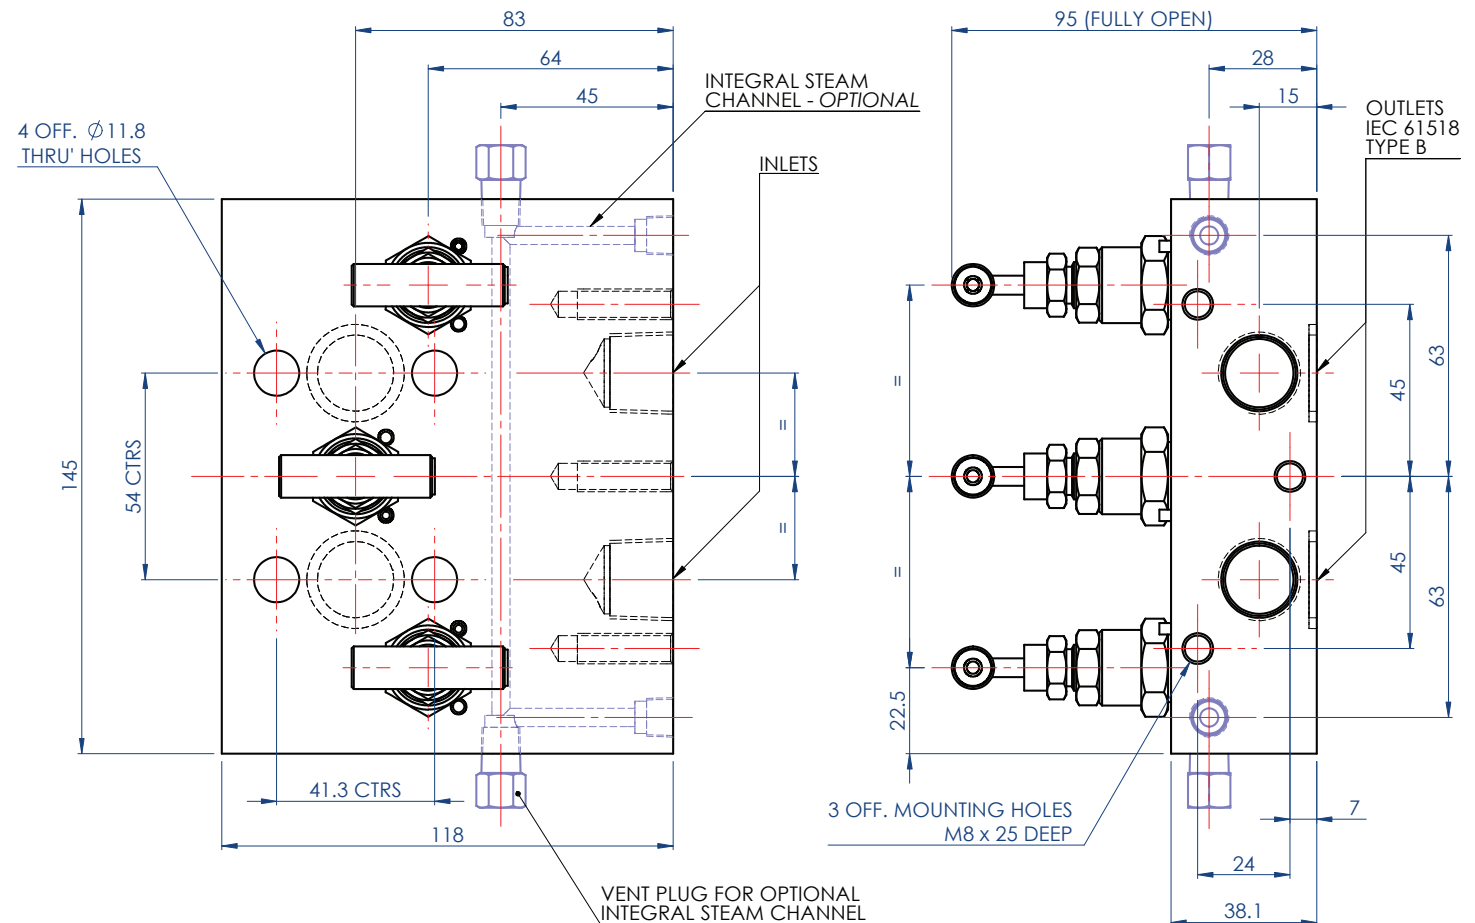 83
95 (FULLY OPEN)
64
28
45
15
INTEGRAL STEAM
CHANNEL - OPTIONAL
OUTLETS
IEC 61518
TYPE B
4 OFF. Ø11.8
THRU' HOLES
INLETS
145
54 CTRS
=
=
=
=
45
63
45
63
22.5
41.3 CTRS
118
3 OFF. MOUNTING HOLES
M8 x 25 DEEP
7
24
38.1
VENT PLUG FOR OPTIONAL
INTEGRAL STEAM CHANNEL